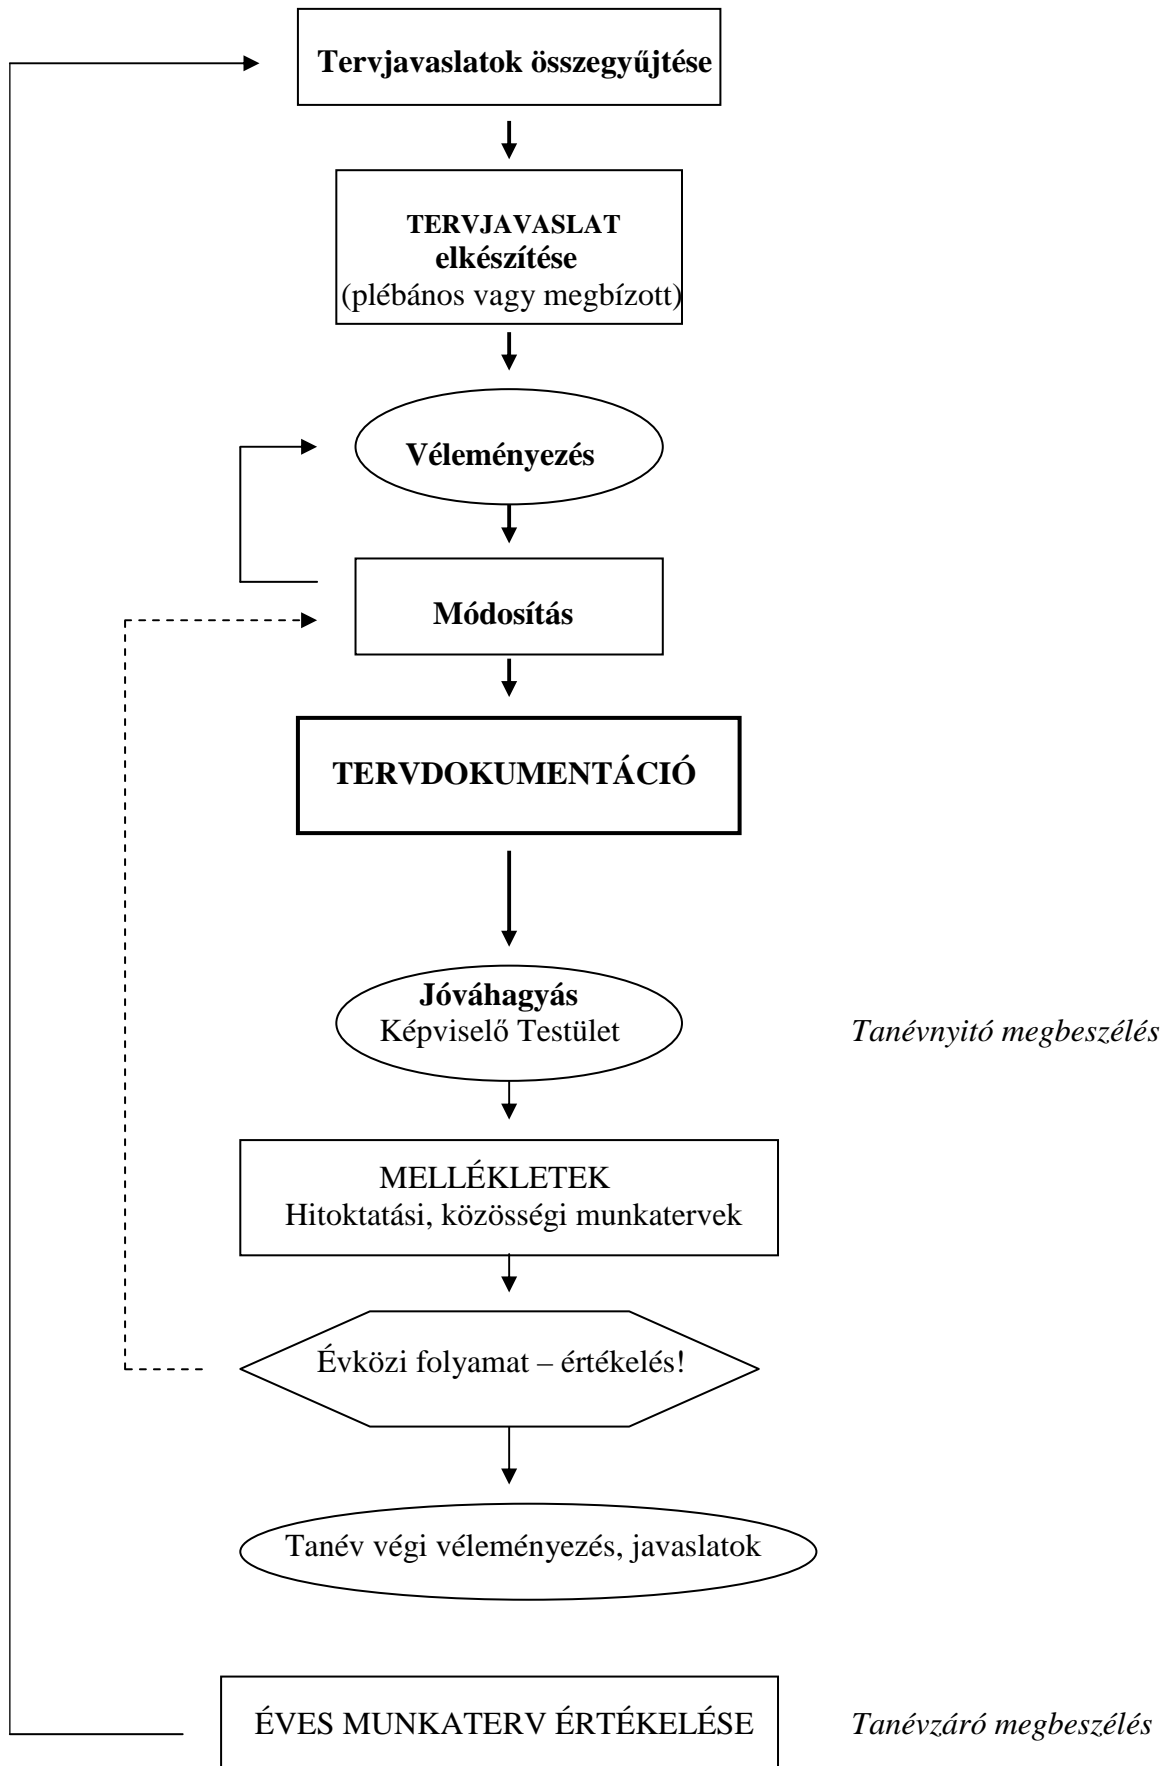 Tervjavaslatok összegyűjtése
TERVJAVASLAT
elkészítése
(plébános vagy megbízott)
Véleményezés
Módosítás
TERVDOKUMENTÁCIÓ
Jóváhagyás
Képviselő Testület
Tanévnyitó megbeszélés
MELLÉKLETEK
Hitoktatási, közösségi munkatervek
Évközi folyamat – értékelés!
Tanév végi véleményezés, javaslatok
ÉVES MUNKATERV ÉRTÉKELÉSE
Tanévzáró megbeszélés